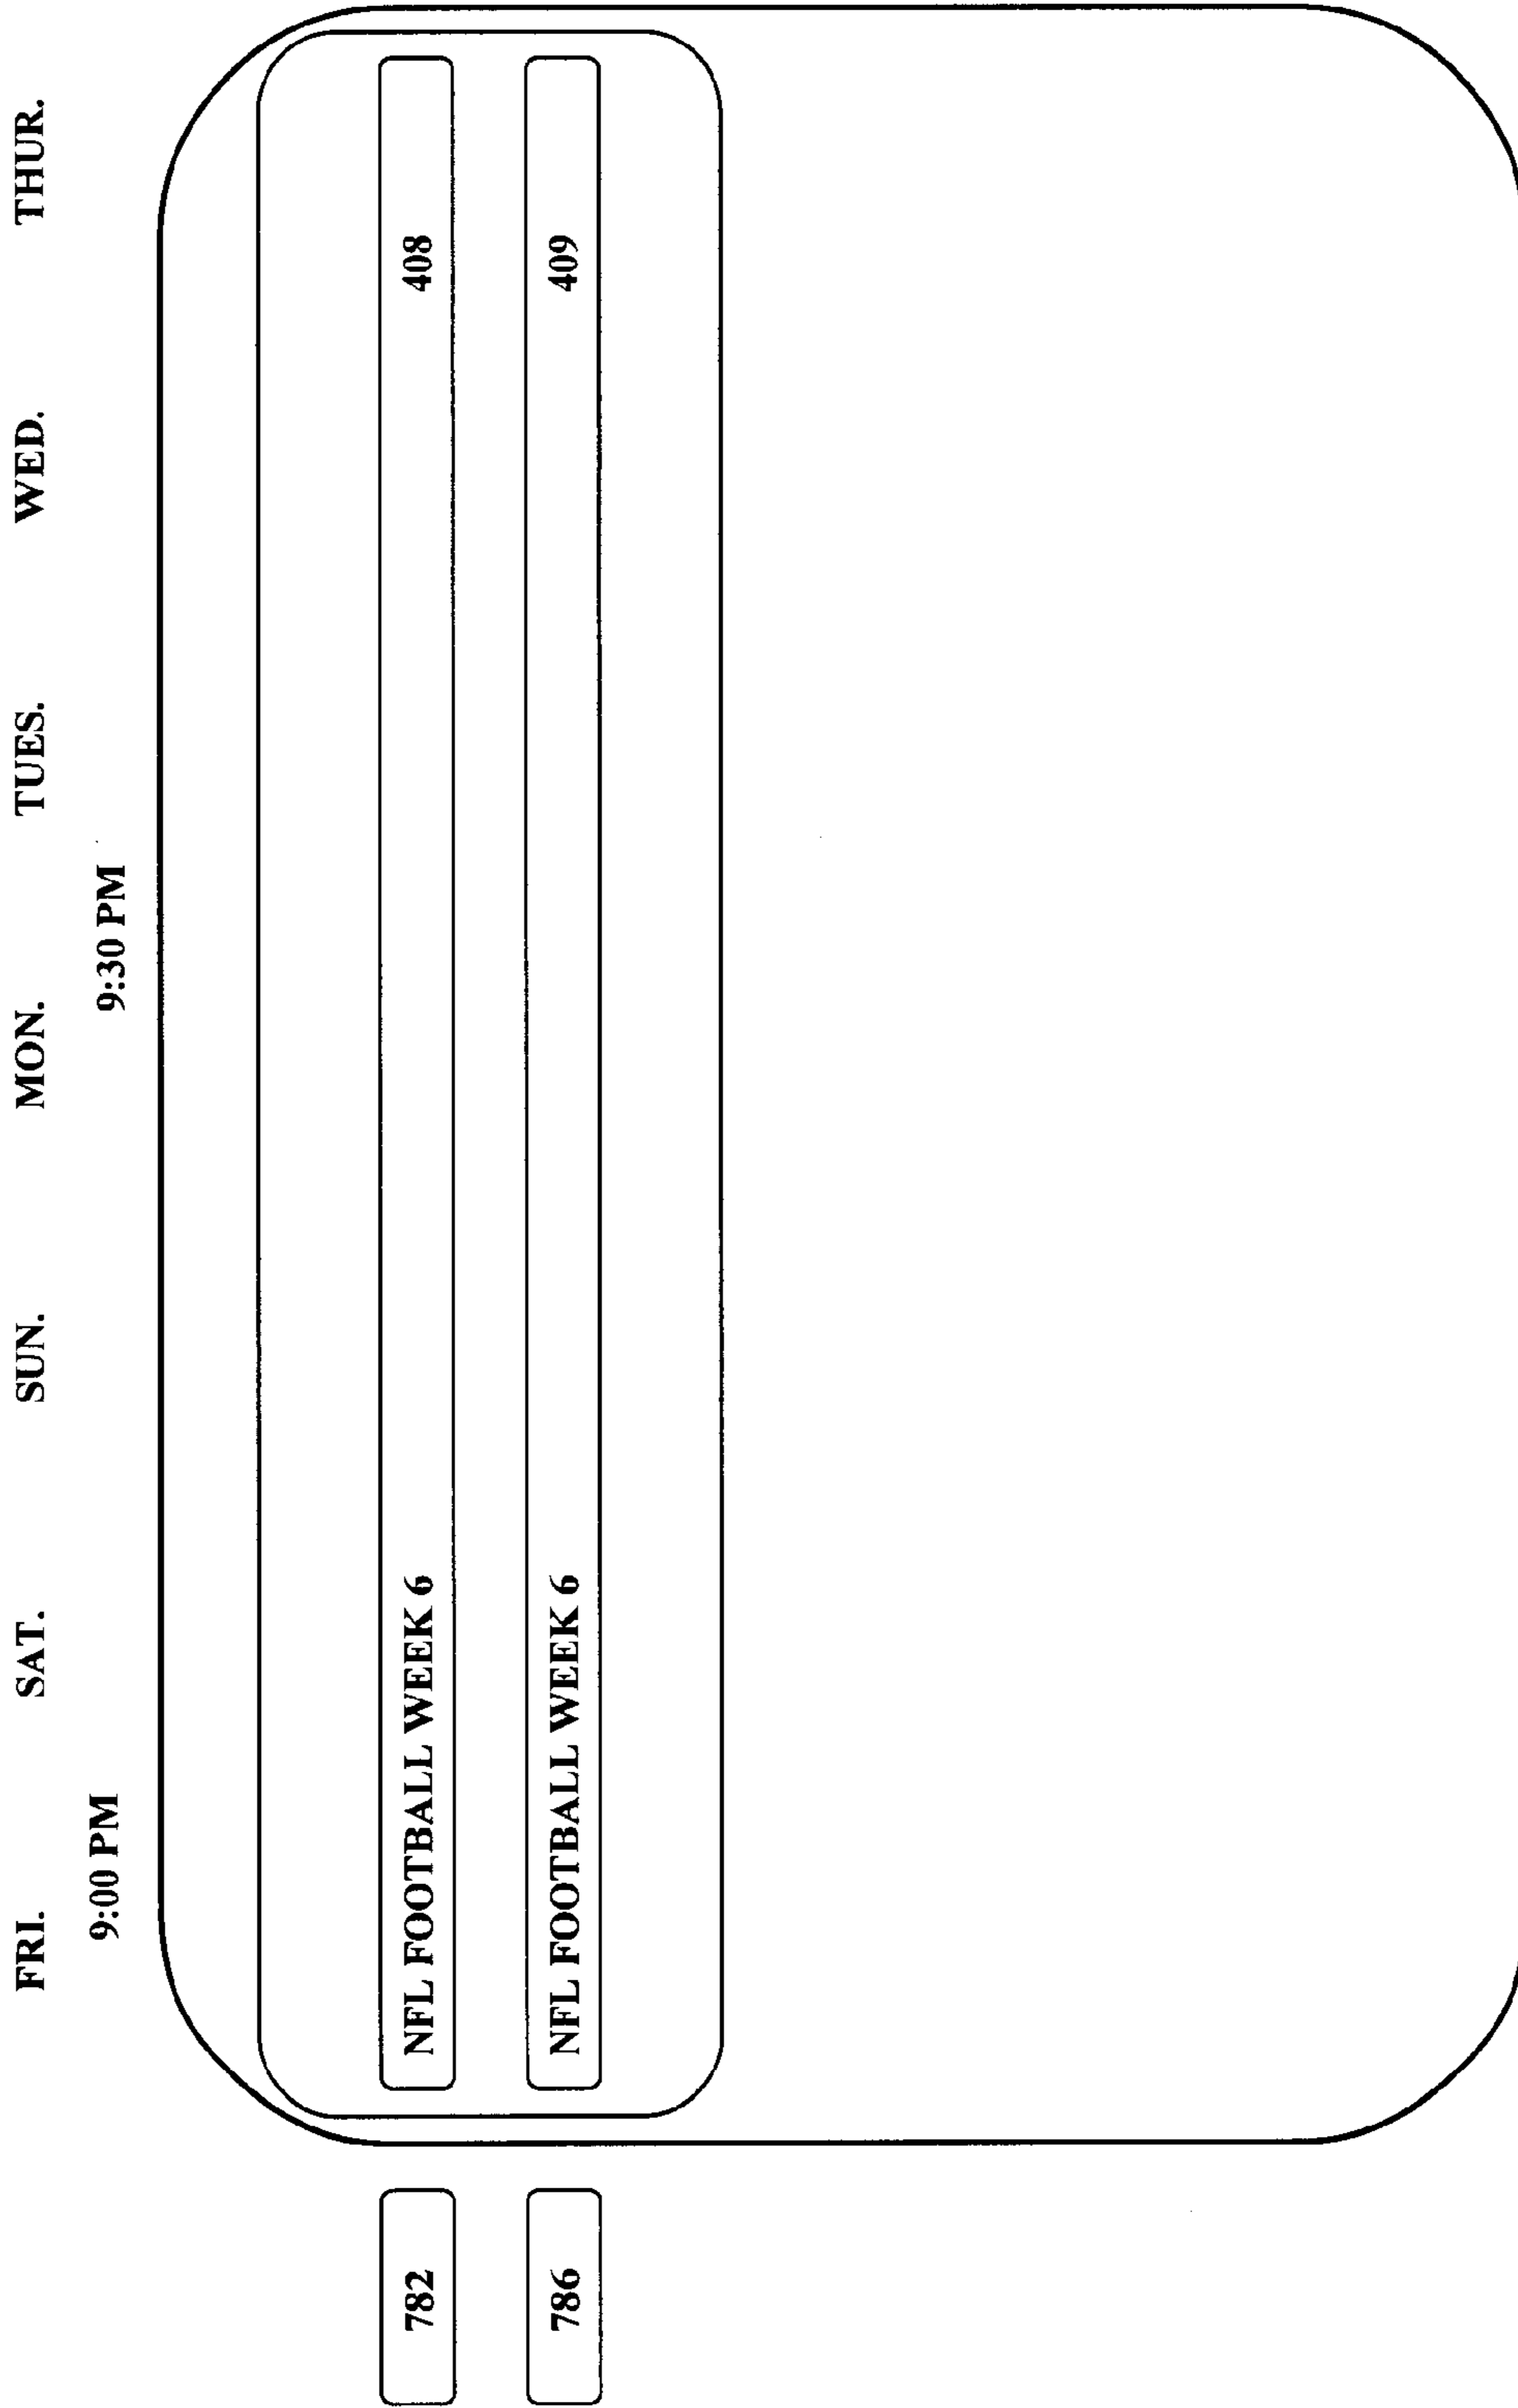 FRI. SAT. SUN. MON. TUES. WED. THUR.
9:00 PM 9:30 PM
782 NFL FOOTBALL WEEK 6 408
786 NFL FOOTBALL WEEK 6 409